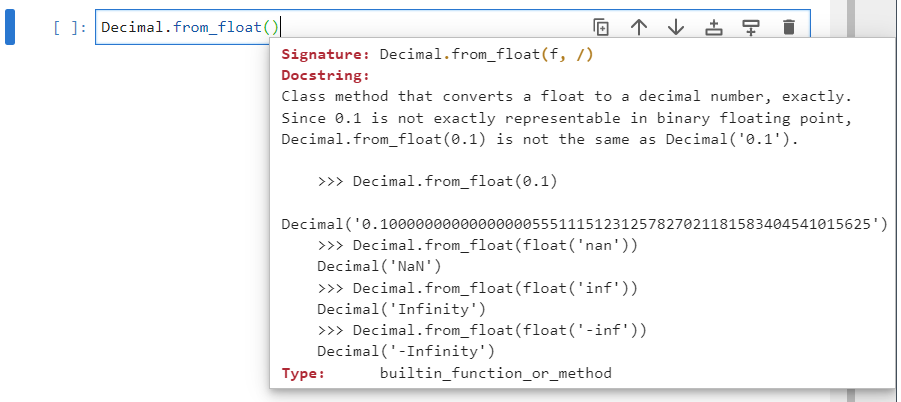 [ ]: Decimal.from_float()
Signature: Decimal.from_float(f, /)
Docstring:
Class method that converts a float to a decimal number, exactly.
Since 0.1 is not exactly representable in binary floating point,
Decimal.from_float(0.1) is not the same as Decimal('0.1').
>>> Decimal.from_float(0.1)
Decimal('0.1000000000000000055511151231257827021181583404541015625')
>>> Decimal.from_float(float('nan'))
Decimal('NaN')
>>> Decimal.from_float(float('inf'))
Decimal('Infinity')
>>> Decimal.from_float(float('-inf'))
Decimal('-Infinity')
Type: builtin_function_or_method